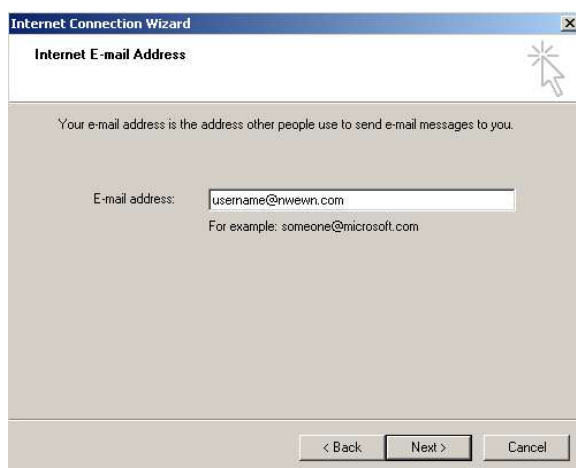 Internet Connection Wizard
Internet E-mail Address
Your e-mail address is the address other people use to send e-mail messages to you.
E-mail address: username@nwewn.com
For example: someone@microsoft.com
< Back Next > Cancel